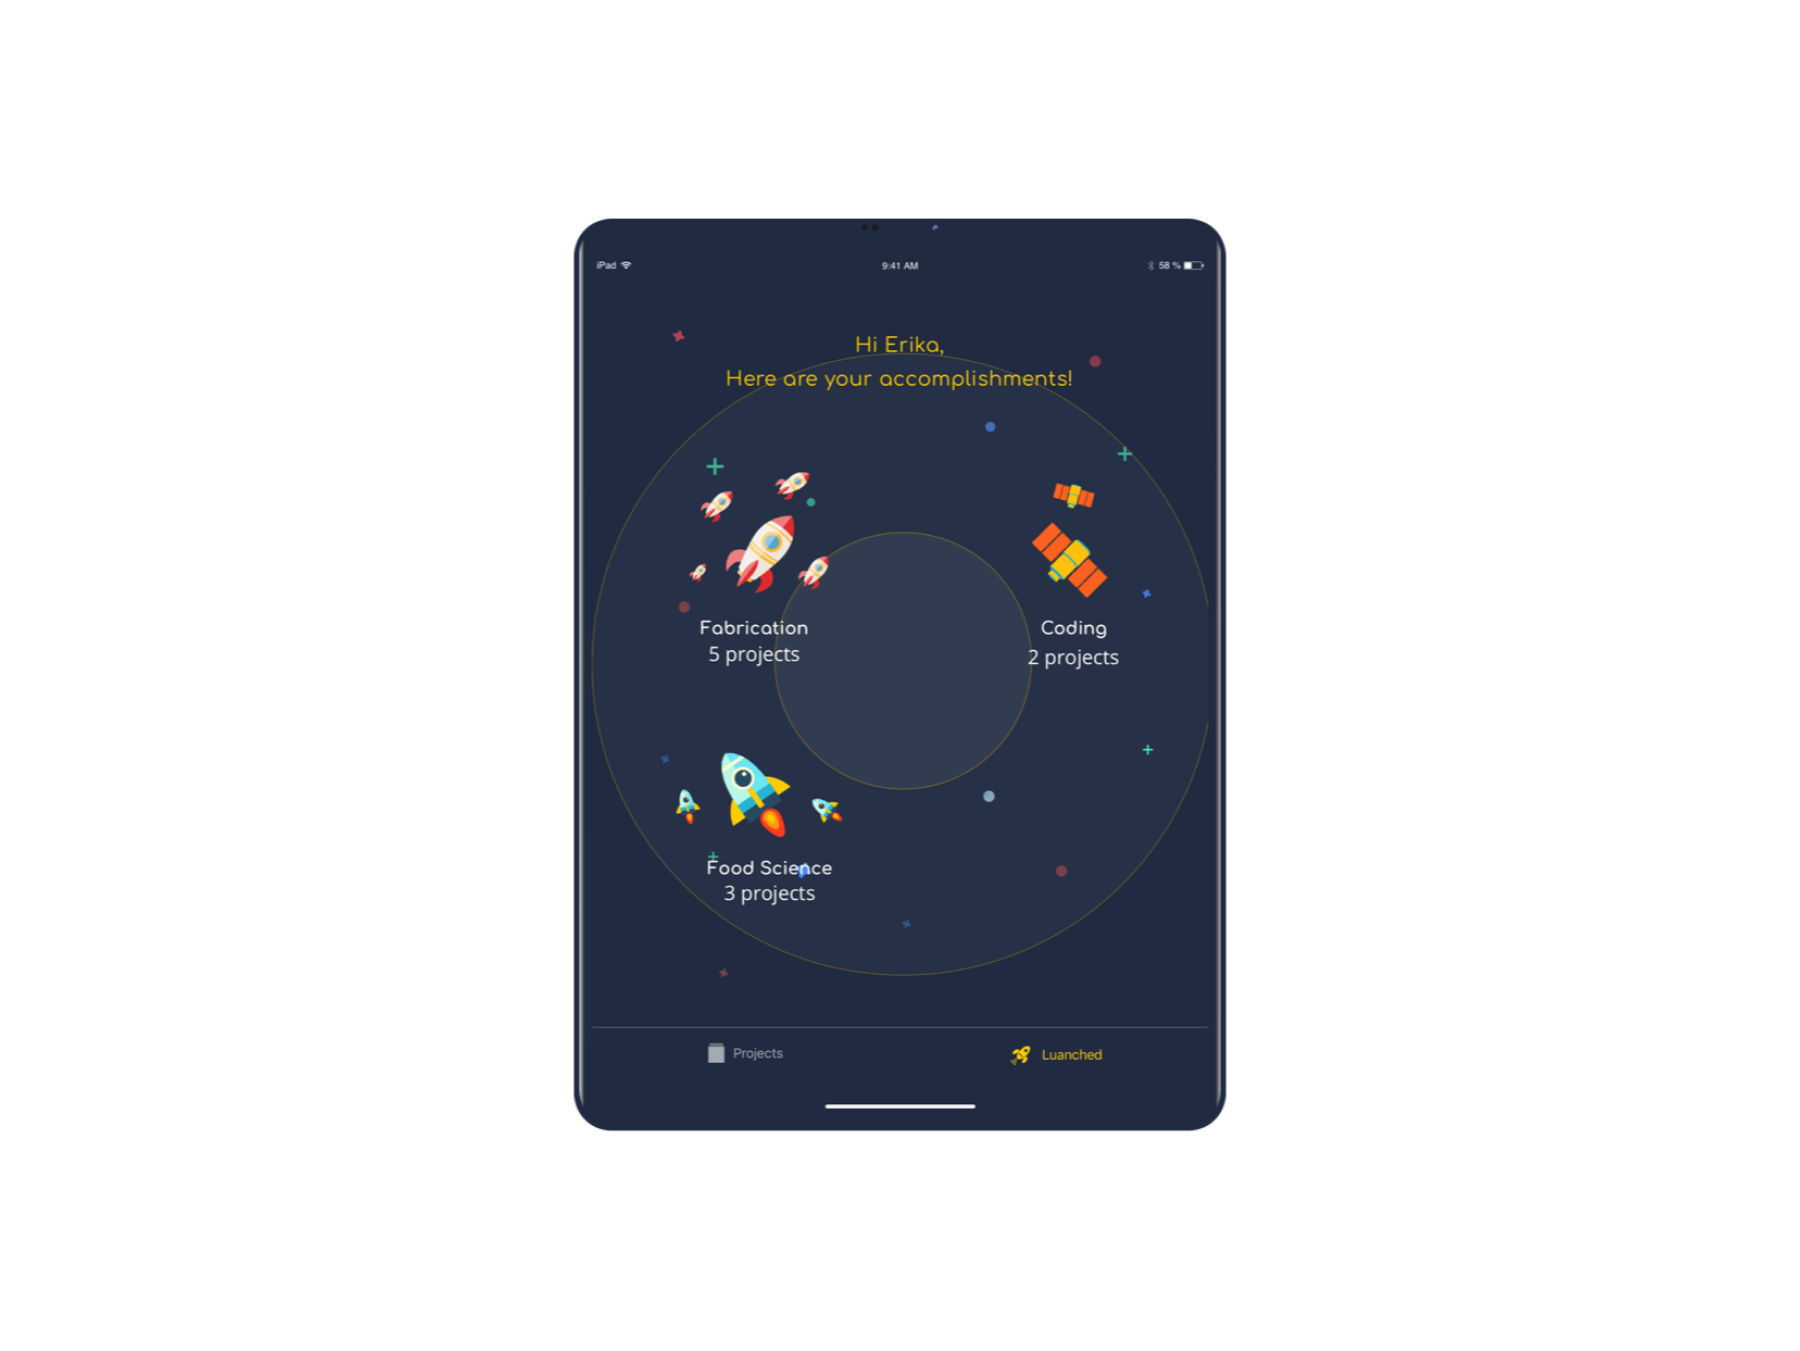 iPad 9:41 AM 58 %
Hi Erika,
Here are your accomplishments!
Fabrication
5 projects
Coding
2 projects
Food Science
3 projects
Projects Luanched